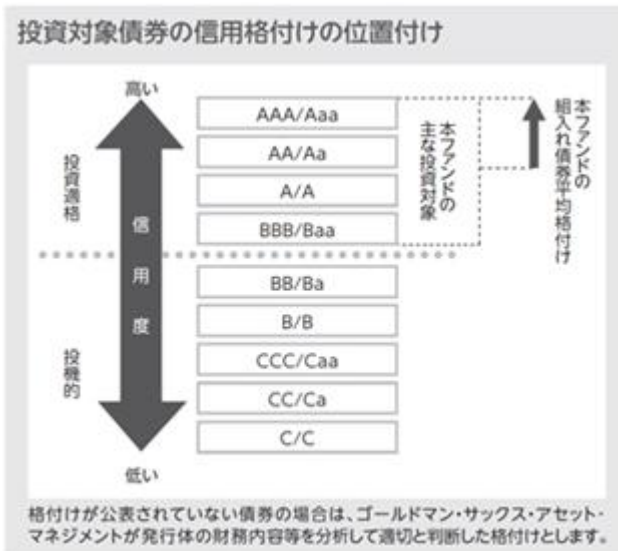 投資対象債券の信用格付けの位置付け
高い
投資適格
信用度
投機的
低い
AAA/Aaa
AA/Aa
A/A
BBB/Baa
BB/Ba
B/B
CCC/Caa
CC/Ca
C/C
本ファンドの
主な投資対象
本ファンドの
組入れ債券平均格付け
格付けが公表されていない債券の場合は、ゴールドマン・サックス・アセット・
マネジメントが発行体の財務内容等を分析して適切と判断した格付けとします。